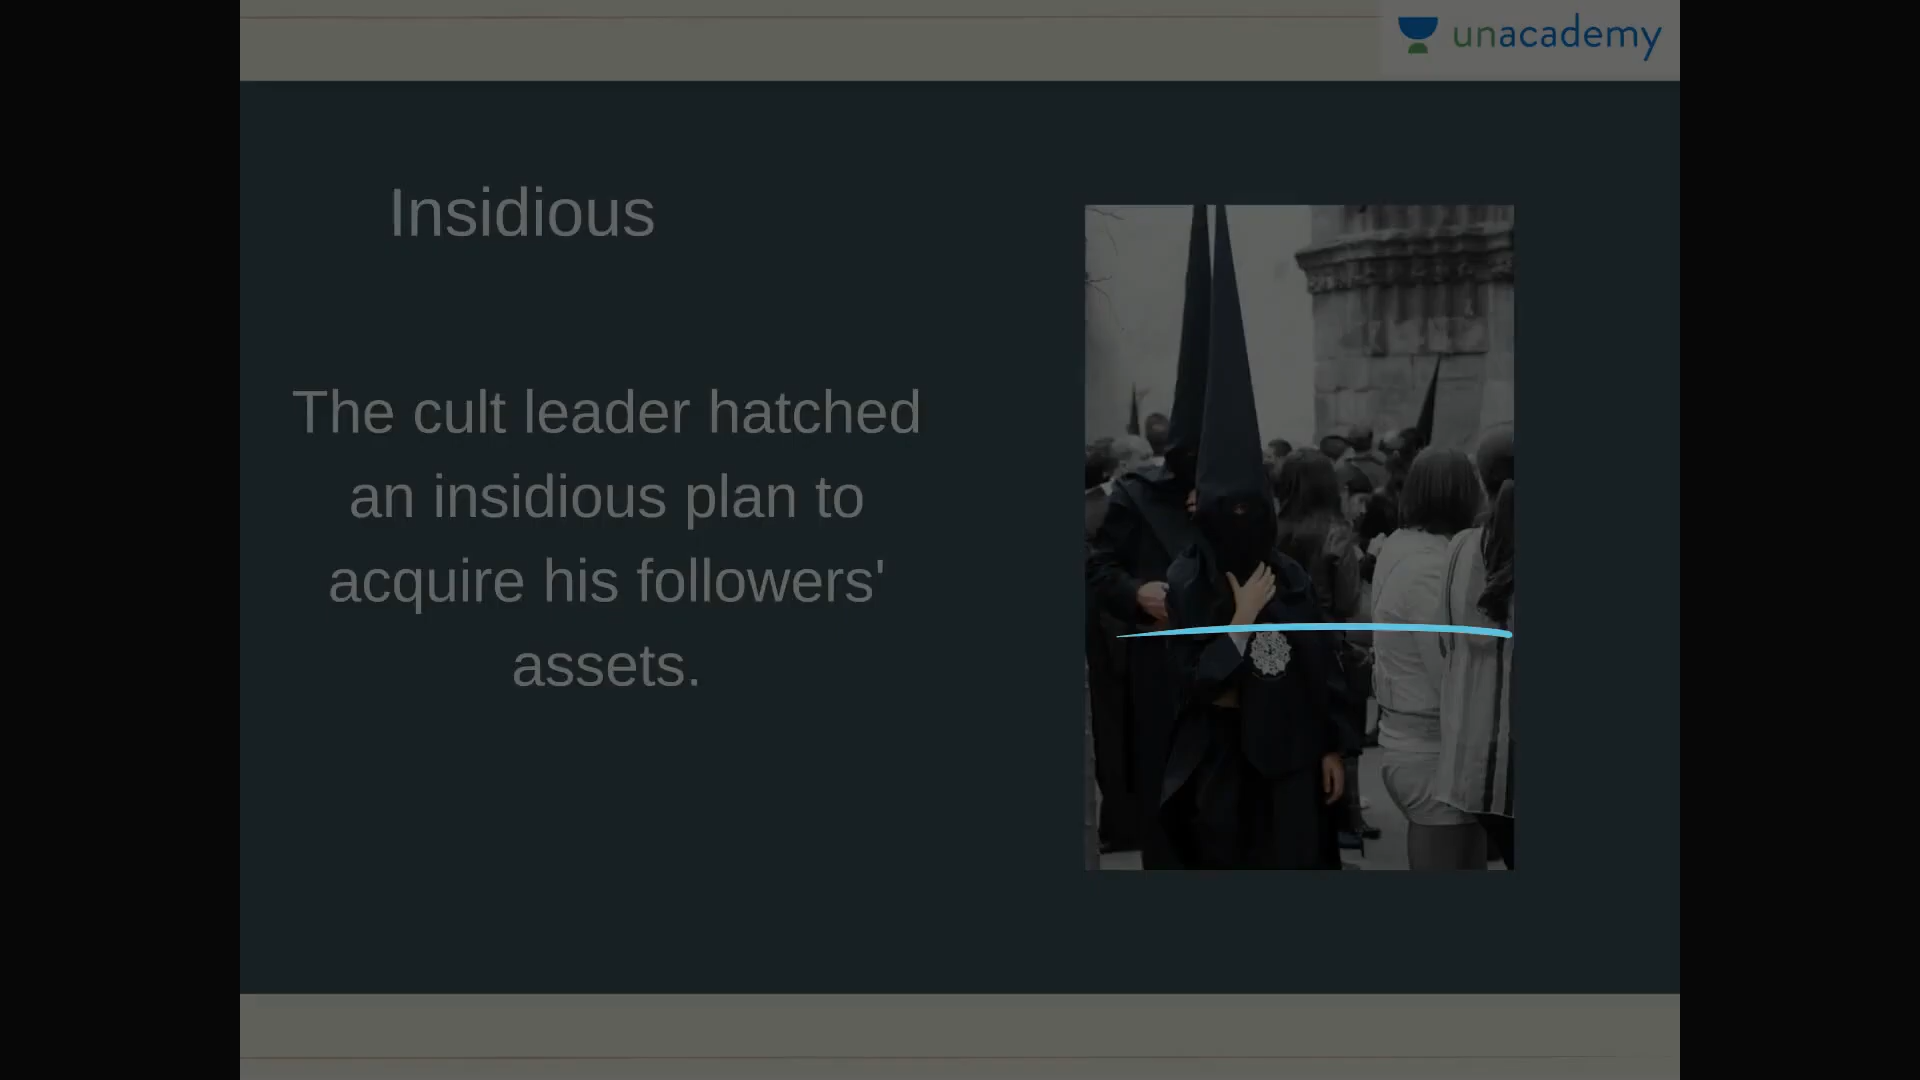 unacademy
Insidious
The cult leader hatched
an insidious plan to
acquire his followers'
assets.